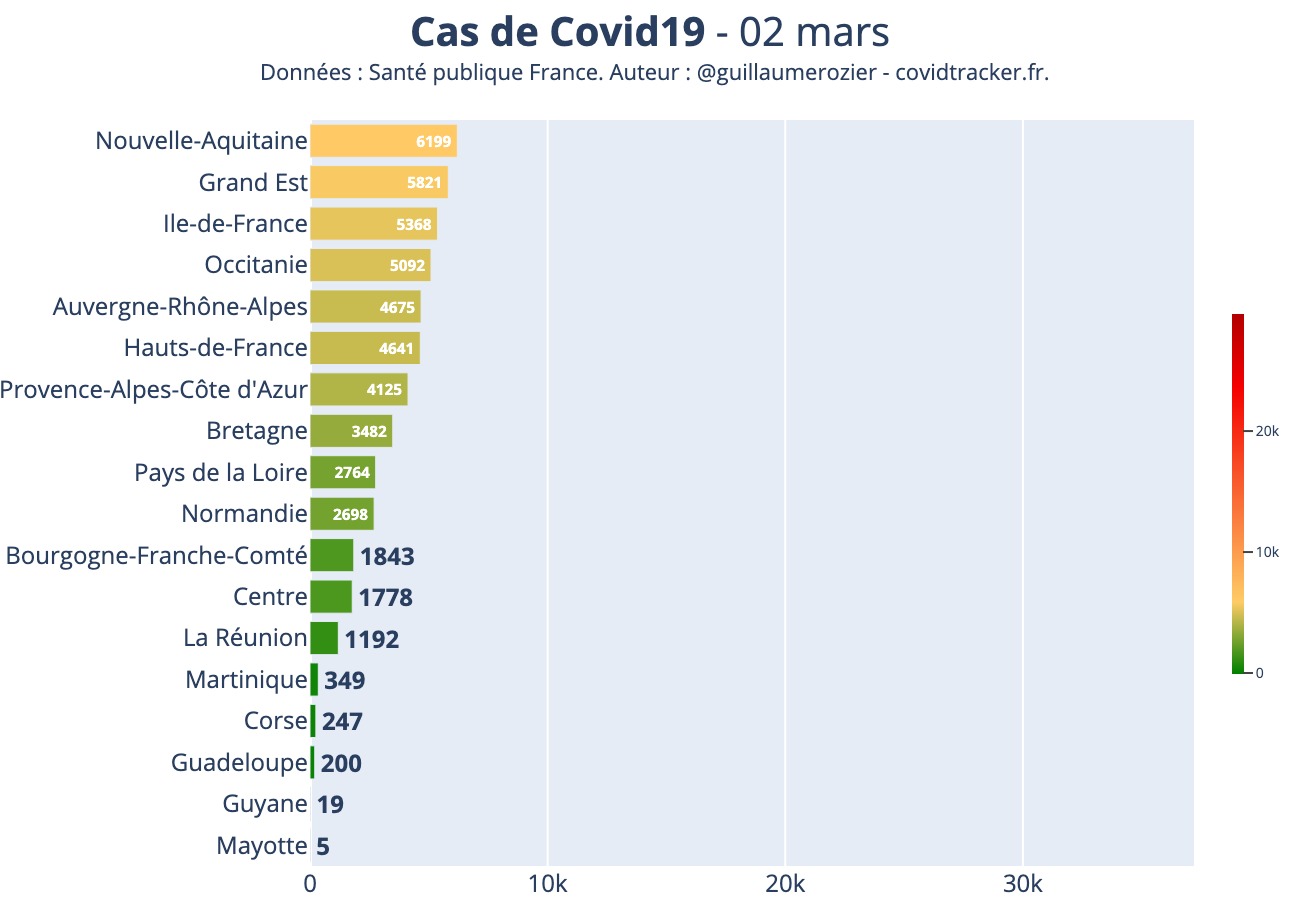 Cas de Covid19 - 02 mars
Données : Santé publique France. Auteur : @guillaumerozier - covidtracker.fr.
Nouvelle-Aquitaine 6199
Grand Est 5821
Ile-de-France 5368
Occitanie 5092
Auvergne-Rhône-Alpes 4675
Hauts-de-France 4641
Provence-Alpes-Côte d'Azur 4125
Bretagne 3482
Pays de la Loire 2764
Normandie 2698
Bourgogne-Franche-Comté 1843
Centre 1778
La Réunion 1192
Martinique 349
Corse 247
Guadeloupe 200
Guyane 19
Mayotte 5
0 10k 20k 30k
20k
10k
0